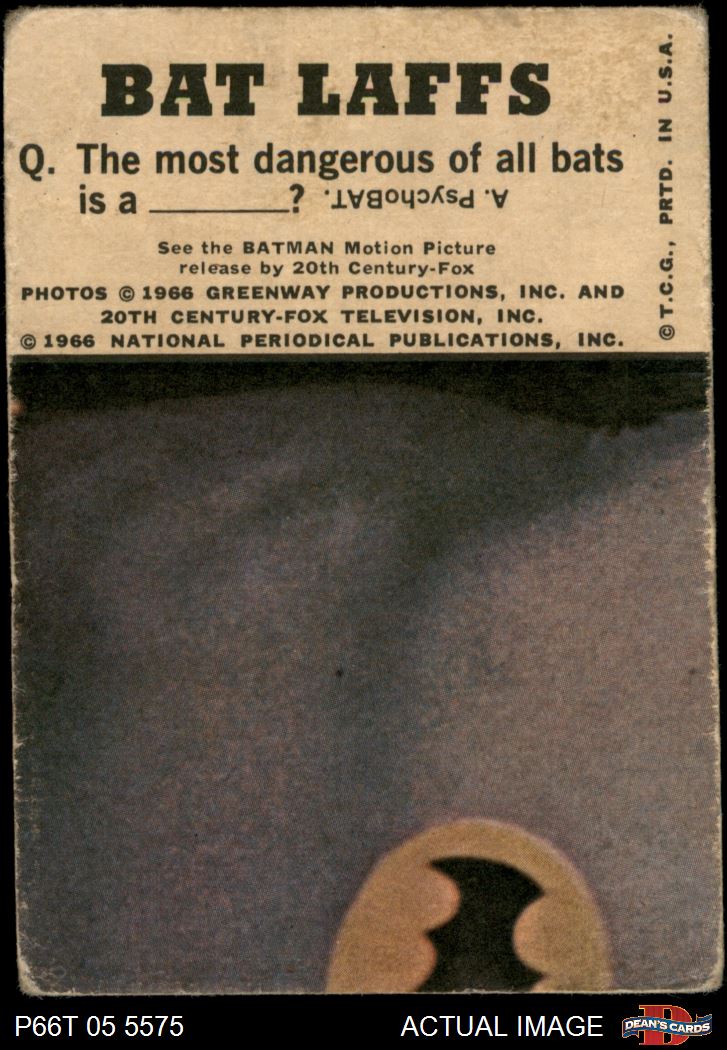 BAT LAFFS
Q. The most dangerous of all bats
is a ________?
A. PsychoBAT.
See the BATMAN Motion Picture
release by 20th Century-Fox
PHOTOS © 1966 GREENWAY PRODUCTIONS, INC. AND
20TH CENTURY-FOX TELEVISION, INC.
© 1966 NATIONAL PERIODICAL PUBLICATIONS, INC.
© T.C.G., PRTD. IN U.S.A.
P66T 05 5575
ACTUAL IMAGE
D
DEAN'S CARDS